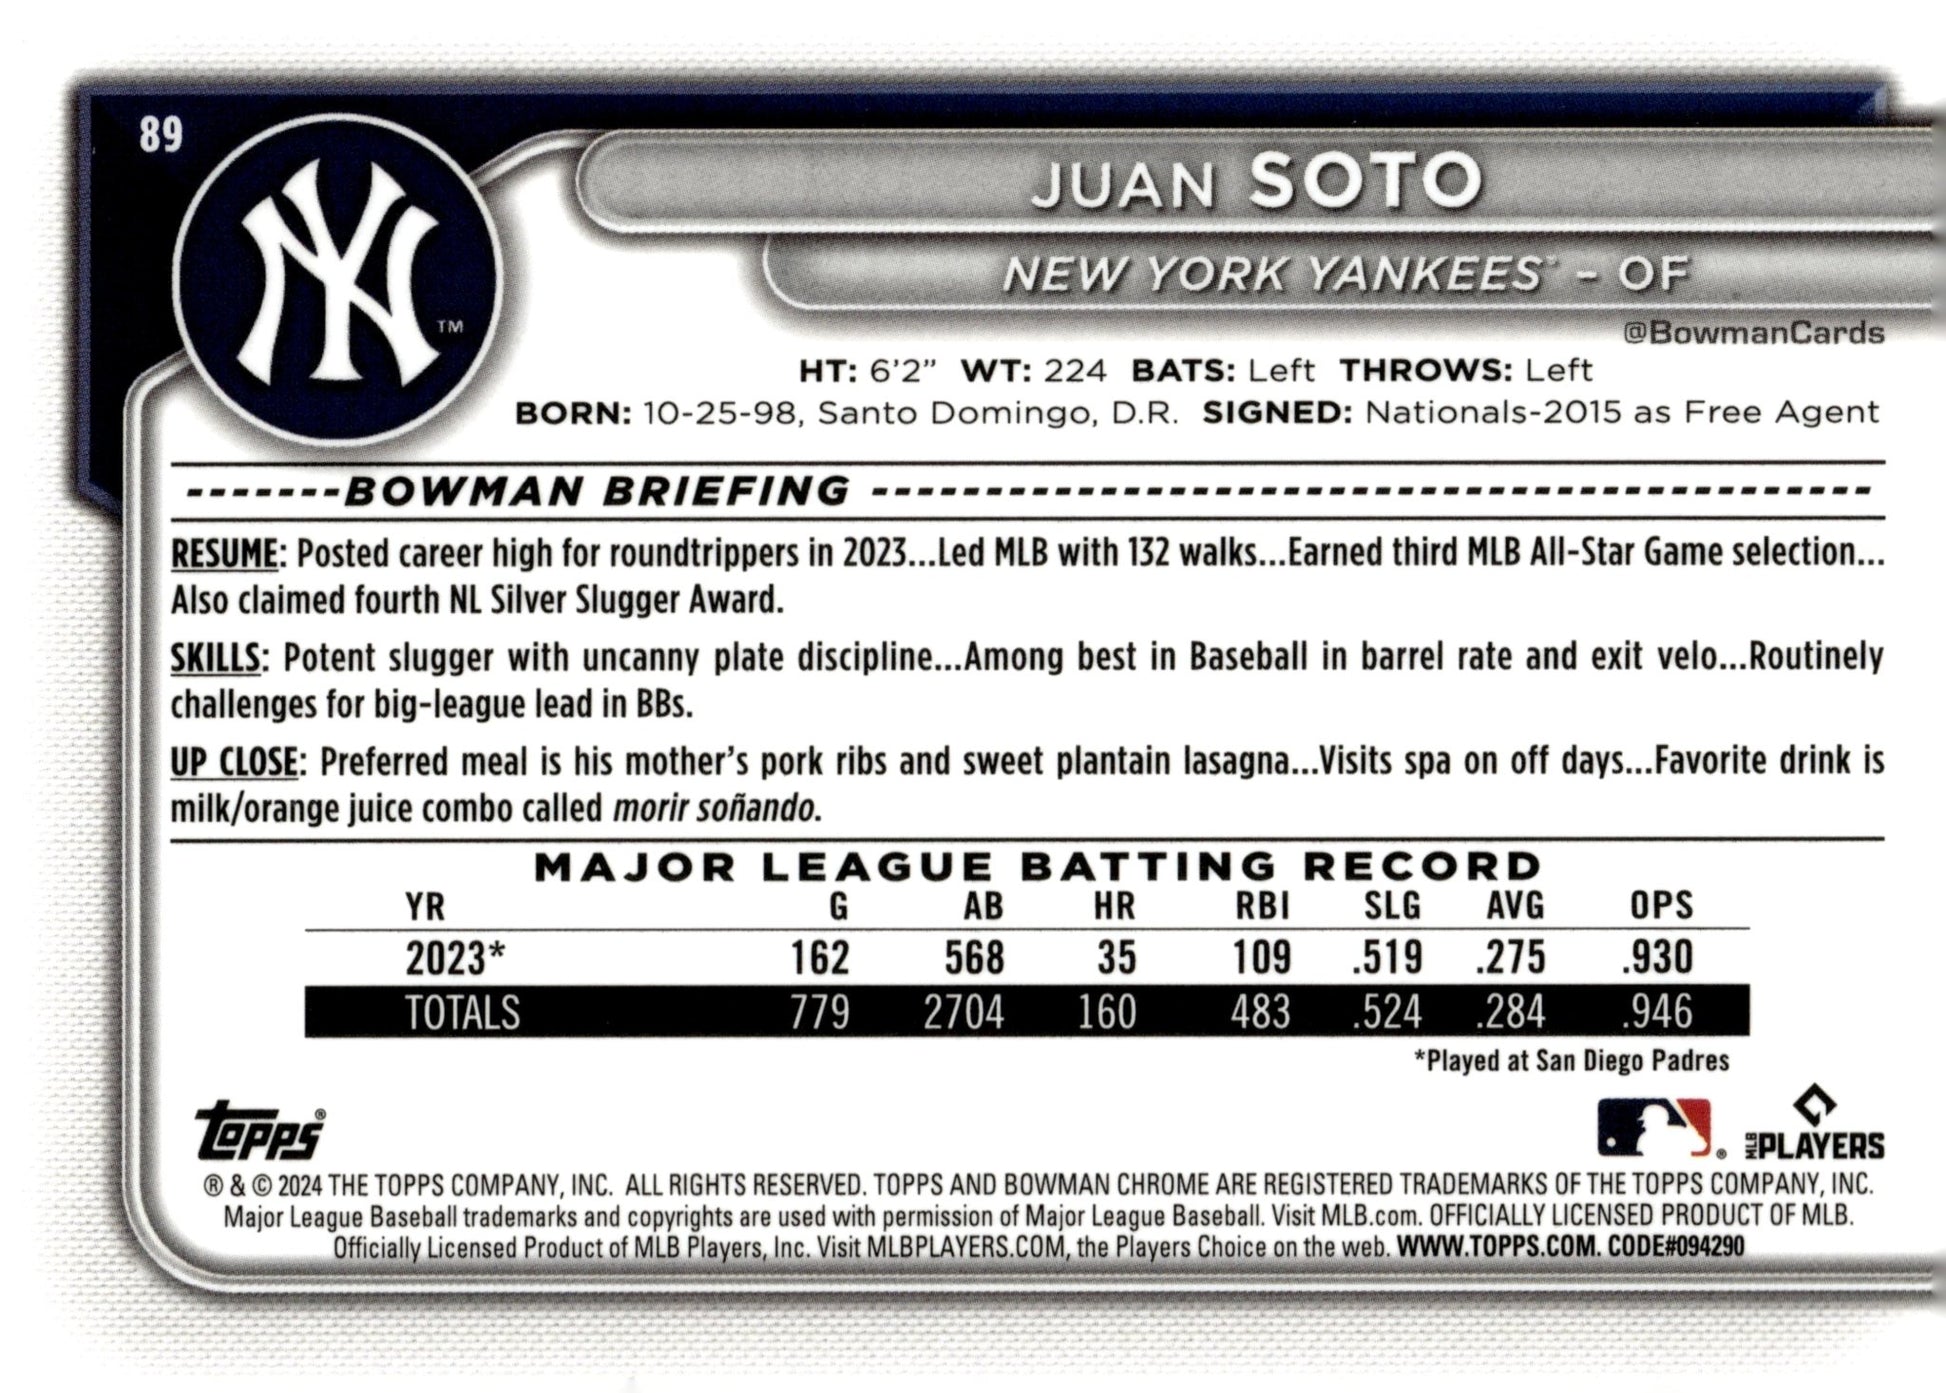 89
NY TM
JUAN SOTO
NEW YORK YANKEES™ - OF
@BowmanCards
HT: 6'2” WT: 224 BATS: Left THROWS: Left
BORN: 10-25-98, Santo Domingo, D.R. SIGNED: Nationals-2015 as Free Agent
-------BOWMAN BRIEFING --------------------------------------------
RESUME: Posted career high for roundtrippers in 2023...Led MLB with 132 walks...Earned third MLB All-Star Game selection...
Also claimed fourth NL Silver Slugger Award.
SKILLS: Potent slugger with uncanny plate discipline...Among best in Baseball in barrel rate and exit velo...Routinely
challenges for big-league lead in BBs.
UP CLOSE: Preferred meal is his mother’s pork ribs and sweet plantain lasagna...Visits spa on off days...Favorite drink is
milk/orange juice combo called morir soñando.
MAJOR LEAGUE BATTING RECORD
YR G AB HR RBI SLG AVG OPS
2023* 162 568 35 109 .519 .275 .930
TOTALS 779 2704 160 483 .524 .284 .946
*Played at San Diego Padres
topps® ® MLB PLAYERS
® & © 2024 THE TOPPS COMPANY, INC. ALL RIGHTS RESERVED. TOPPS AND BOWMAN CHROME ARE REGISTERED TRADEMARKS OF THE TOPPS COMPANY, INC.
Major League Baseball trademarks and copyrights are used with permission of Major League Baseball. Visit MLB.com. OFFICIALLY LICENSED PRODUCT OF MLB.
Officially Licensed Product of MLB Players, Inc. Visit MLBPLAYERS.COM, the Players Choice on the web. WWW.TOPPS.COM. CODE#094290